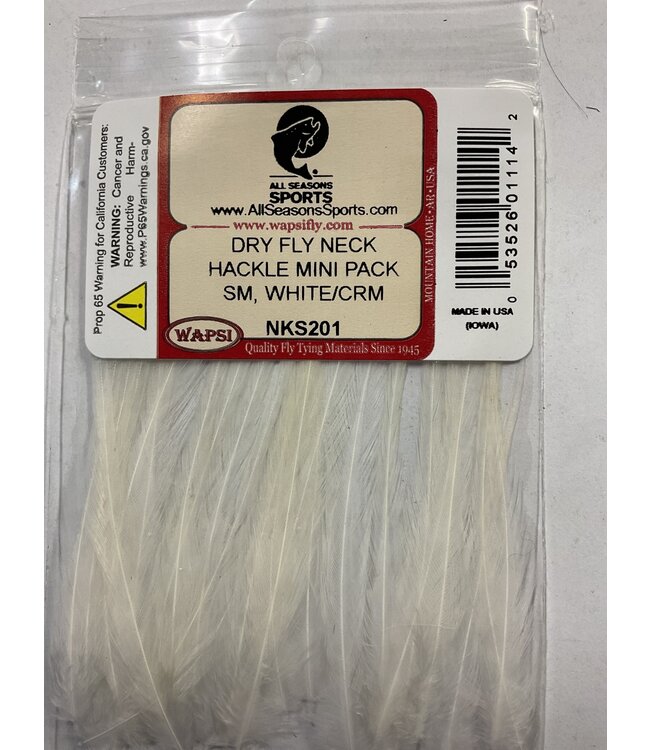 Prop 65 Warning for California Customers:
WARNING: Cancer and
Reproductive Harm-
www.P65Warnings.ca.gov
ALL SEASONS
SPORTS
www.AllSeasonsSports.com
www.wapsifly.com
DRY FLY NECK
HACKLE MINI PACK
SM, WHITE/CRM
NKS201
WAPSI
Quality Fly Tying Materials Since 1945
MOUNTAIN HOME • AR • USA
0 53526 01114 2
MADE IN USA
(IOWA)